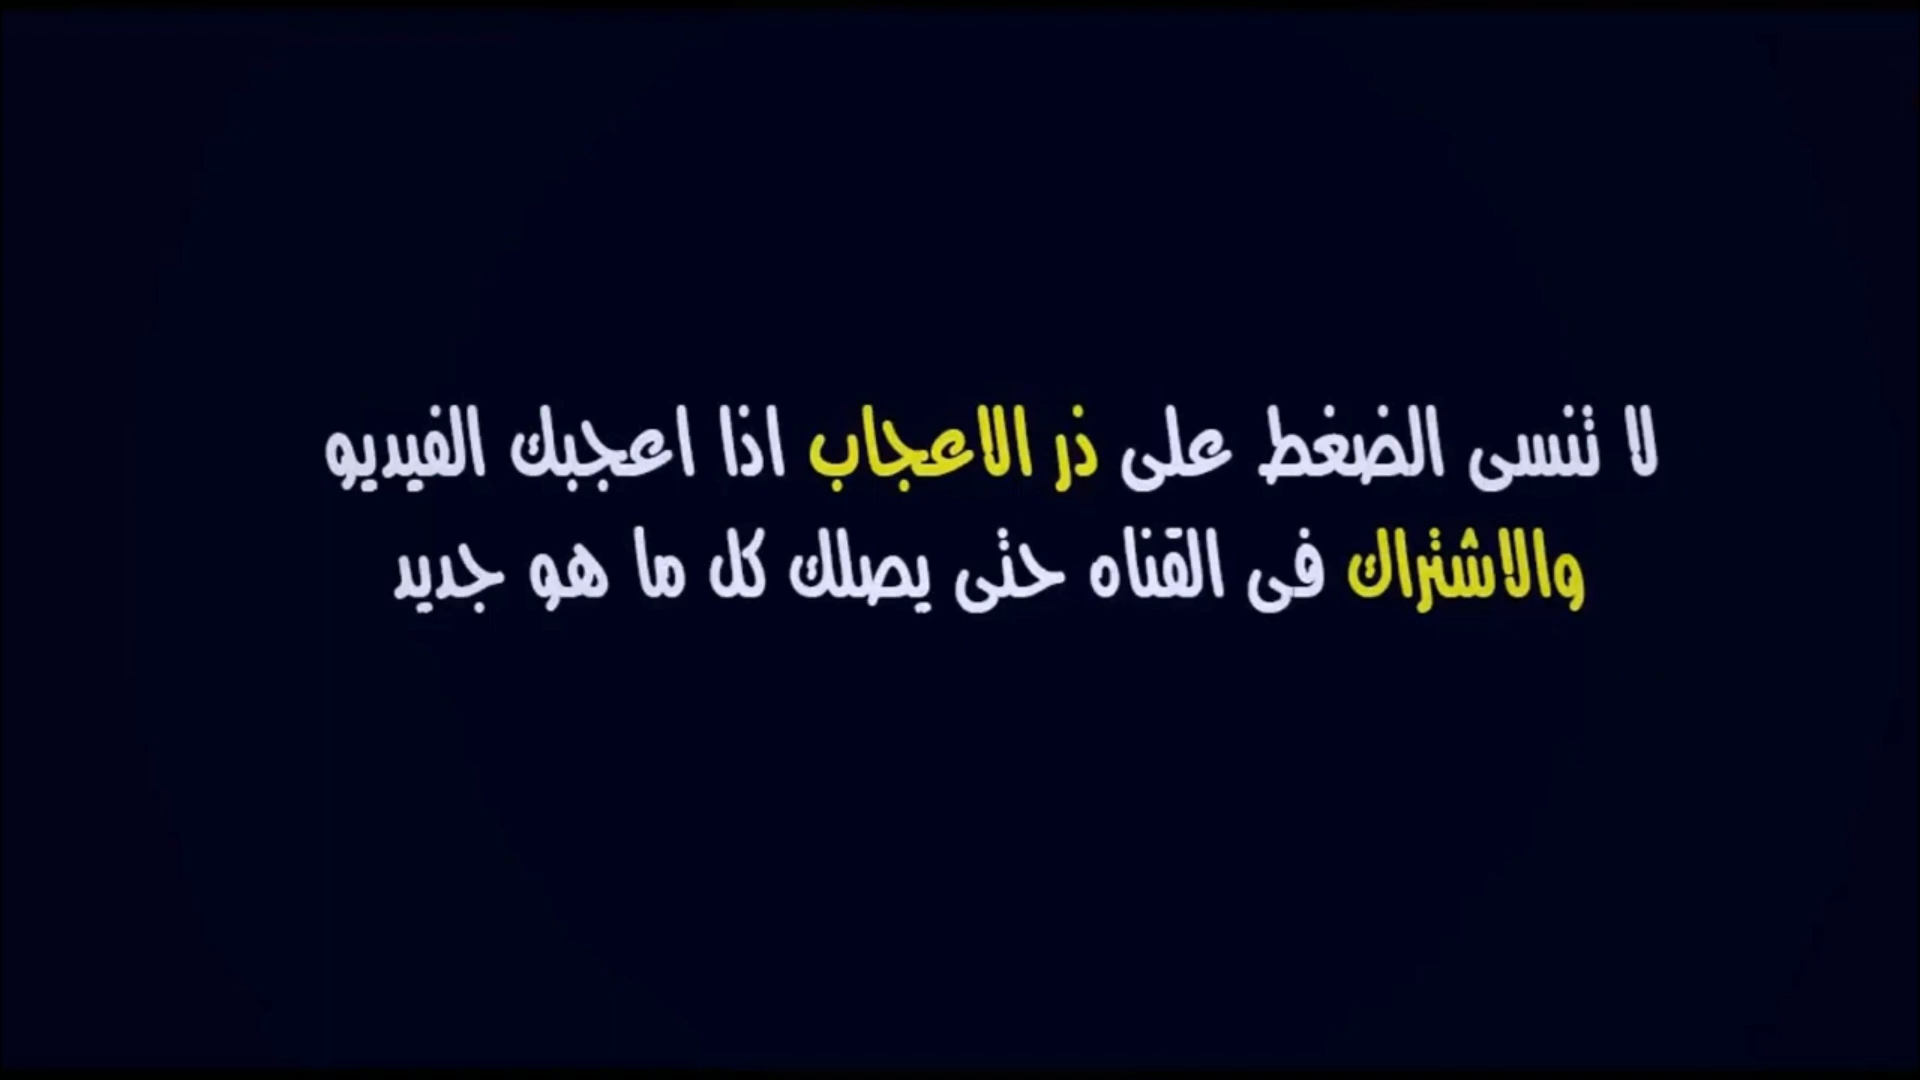 لا تنسى الضغط على ذر الاعجاب اذا اعجبك الفيديو
والاشتراك فى القناه حتى يصلك كل ما هو جديد